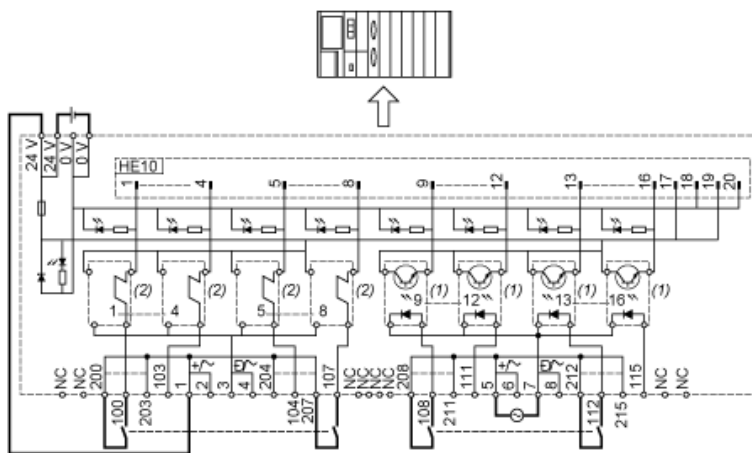 24 V
24 V
0 V
0 V
HE10
1 4 5 8 9 12 13 16 17 18 19 20
(2) (2) (2) (2) (1) (1) (1) (1)
1 4 5 8 9 12 13 16
NC NC 200 103 1 2 3 4 204 107 NC NC NC NC 208 111 5 6 7 8 212 115 NC NC
100 203 104 207 108 211 112 215